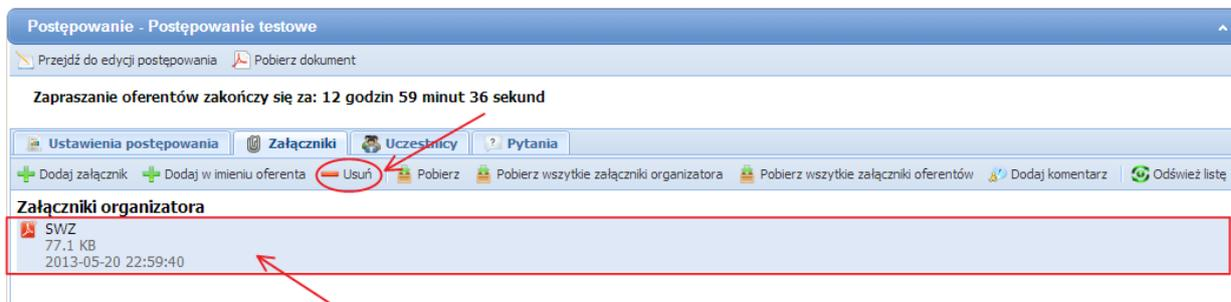 Postępowanie - Postępowanie testowe
Przejdź do edycji postępowania Pobierz dokument
Zapraszanie oferentów zakończy się za: 12 godzin 59 minut 36 sekund
Ustawienia postępowania Załączniki Uczestnicy Pytania
Dodaj załącznik Dodaj w imieniu oferenta Usuń Pobierz Pobierz wszytkie załączniki organizatora Pobierz wszytkie załączniki oferentów Dodaj komentarz Odśwież listę
Załączniki organizatora
SWZ
77.1 KB
2013-05-20 22:59:40